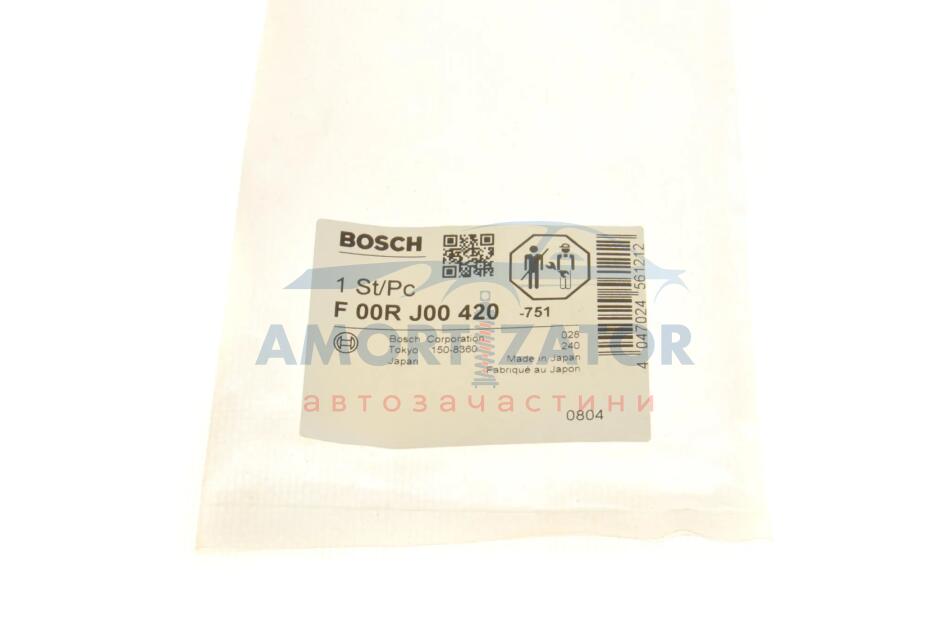 BOSCH
1 St/Pc
F 00R J00 420 -751
Bosch Corporation
Tokyo 150-8360
Japan
028
240
Made in Japan
Fabriqué au Japon
0804
4 047024 561212
AMORTIZATOR
автозачастини